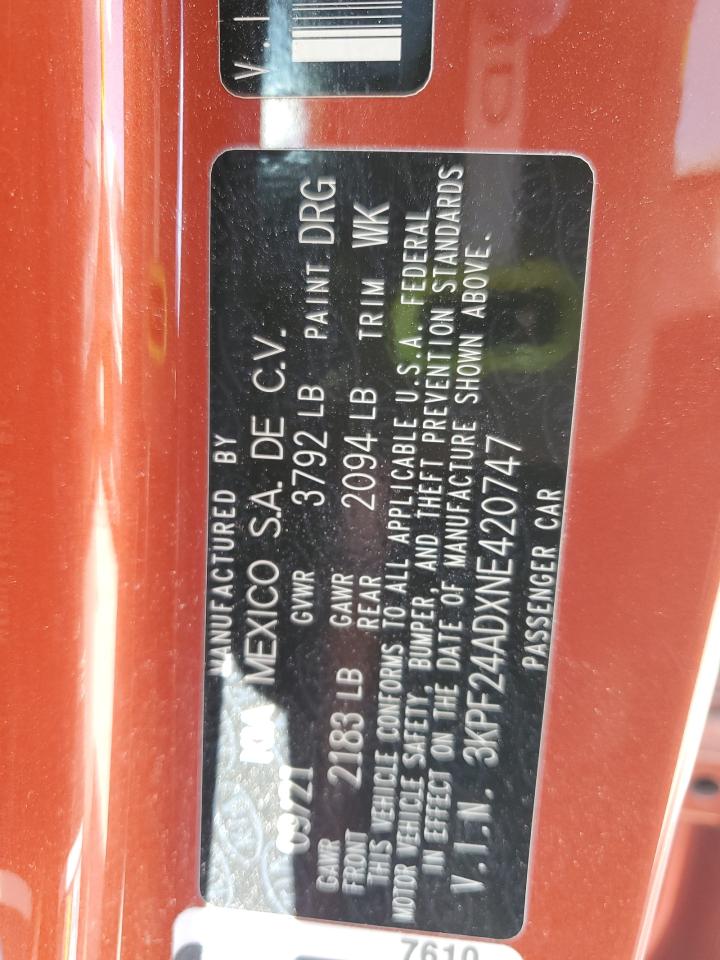 V.I
MANUFACTURED BY
KIA MEXICO S.A. DE C.V.
09/21 GVWR 3792 LB PAINT DRG
GAWR FRONT 2183 LB GAWR REAR 2094 LB TRIM WK
THIS VEHICLE CONFORMS TO ALL APPLICABLE U.S.A. FEDERAL
MOTOR VEHICLE SAFETY, BUMPER, AND THEFT PREVENTION STANDARDS
IN EFFECT ON THE DATE OF MANUFACTURE SHOWN ABOVE.
V.I.N. 3KPF24ADXNE420747
PASSENGER CAR
7610